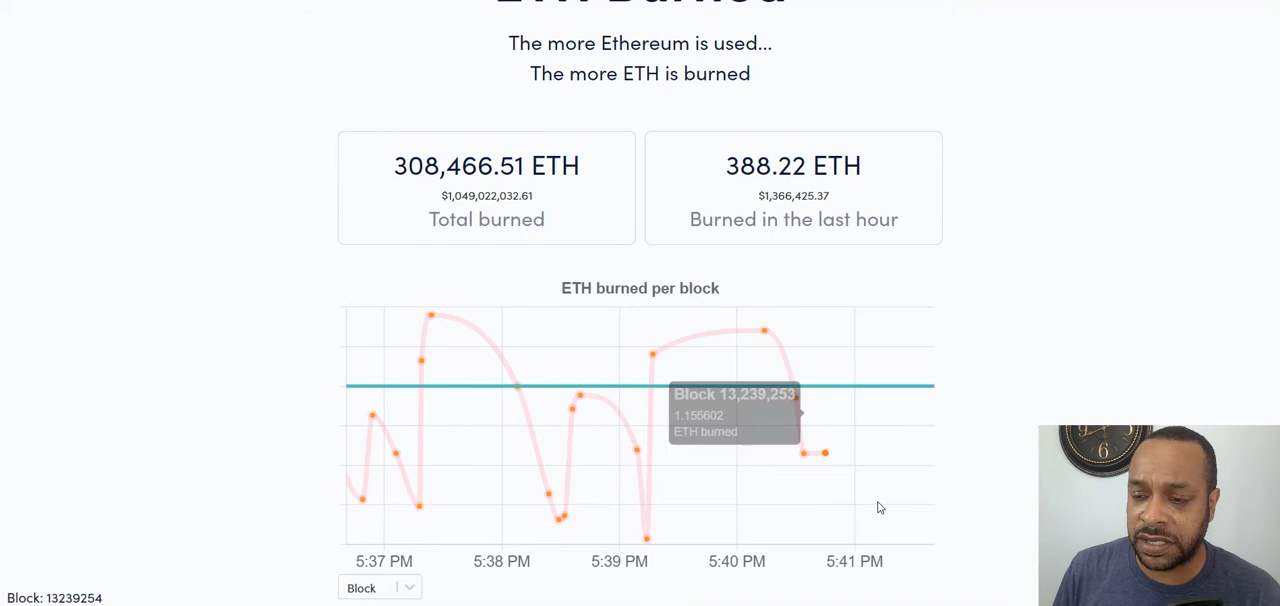 ETH Burned
The more Ethereum is used...
The more ETH is burned
308,466.51 ETH
$1,049,022,032.61
Total burned
388.22 ETH
$1,366,425.37
Burned in the last hour
ETH burned per block
Block 13,239,253
1.155602
ETH burned
5:37 PM 5:38 PM 5:39 PM 5:40 PM 5:41 PM
Block
Block: 13239254